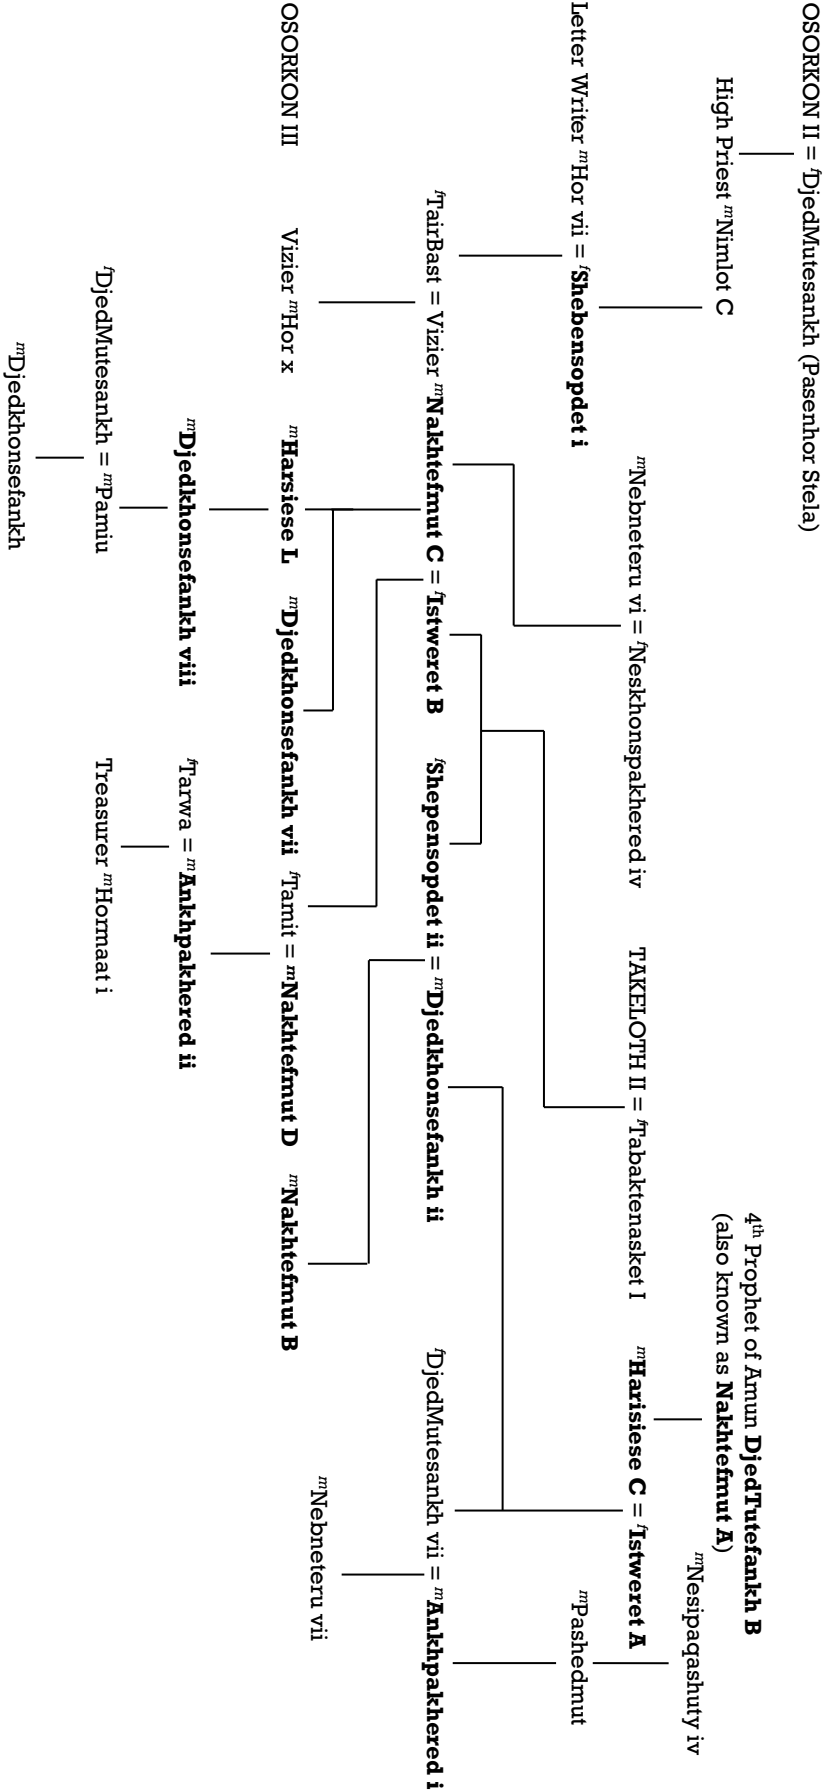 OSORKON II = ᶠDjedMutesankh (Pasenhor Stela)
4ᵗʰ Prophet of Amun DjedTutefankh B
(also known as Nakhtefmut A)
High Priest ᵐNimlot C
ᵐNesipaqashuty iv
ᵐNebneteru vi = ᶠNeskhonspakhered iv
TAKELOTH II = ᶠTabaktenasket I
ᵐHarisiese C = ᶠIstweret A
Letter Writer ᵐHor vii = ᶠShebensopdet i
ᵐPashedmut
ᶠTairBast = Vizier ᵐNakhtefmut C = ᶠIstweret B
ᶠShepensopdet ii = ᵐDjedkhonsefankh ii
ᶠDjedMutesankh vii = ᵐAnkhpakhered i
ᵐNebneteru vii
OSORKON III
Vizier ᵐHor x
ᵐHarsiese L
ᵐDjedkhonsefankh vii
ᶠTamit = ᵐNakhtefmut D
ᵐNakhtefmut B
ᵐDjedkhonsefankh viii
ᶠTarwa = ᵐAnkhpakhered ii
ᶠDjedMutesankh = ᵐPamiu
Treasurer ᵐHormaat i
ᵐDjedkhonsefankh